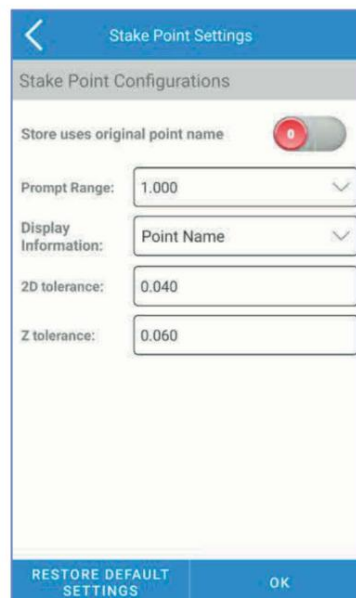 Stake Point Settings
Stake Point Configurations
Store uses original point name
0
Prompt Range: 1.000
Display
Information: Point Name
2D tolerance: 0.040
Z tolerance: 0.060
RESTORE DEFAULT
SETTINGS
OK